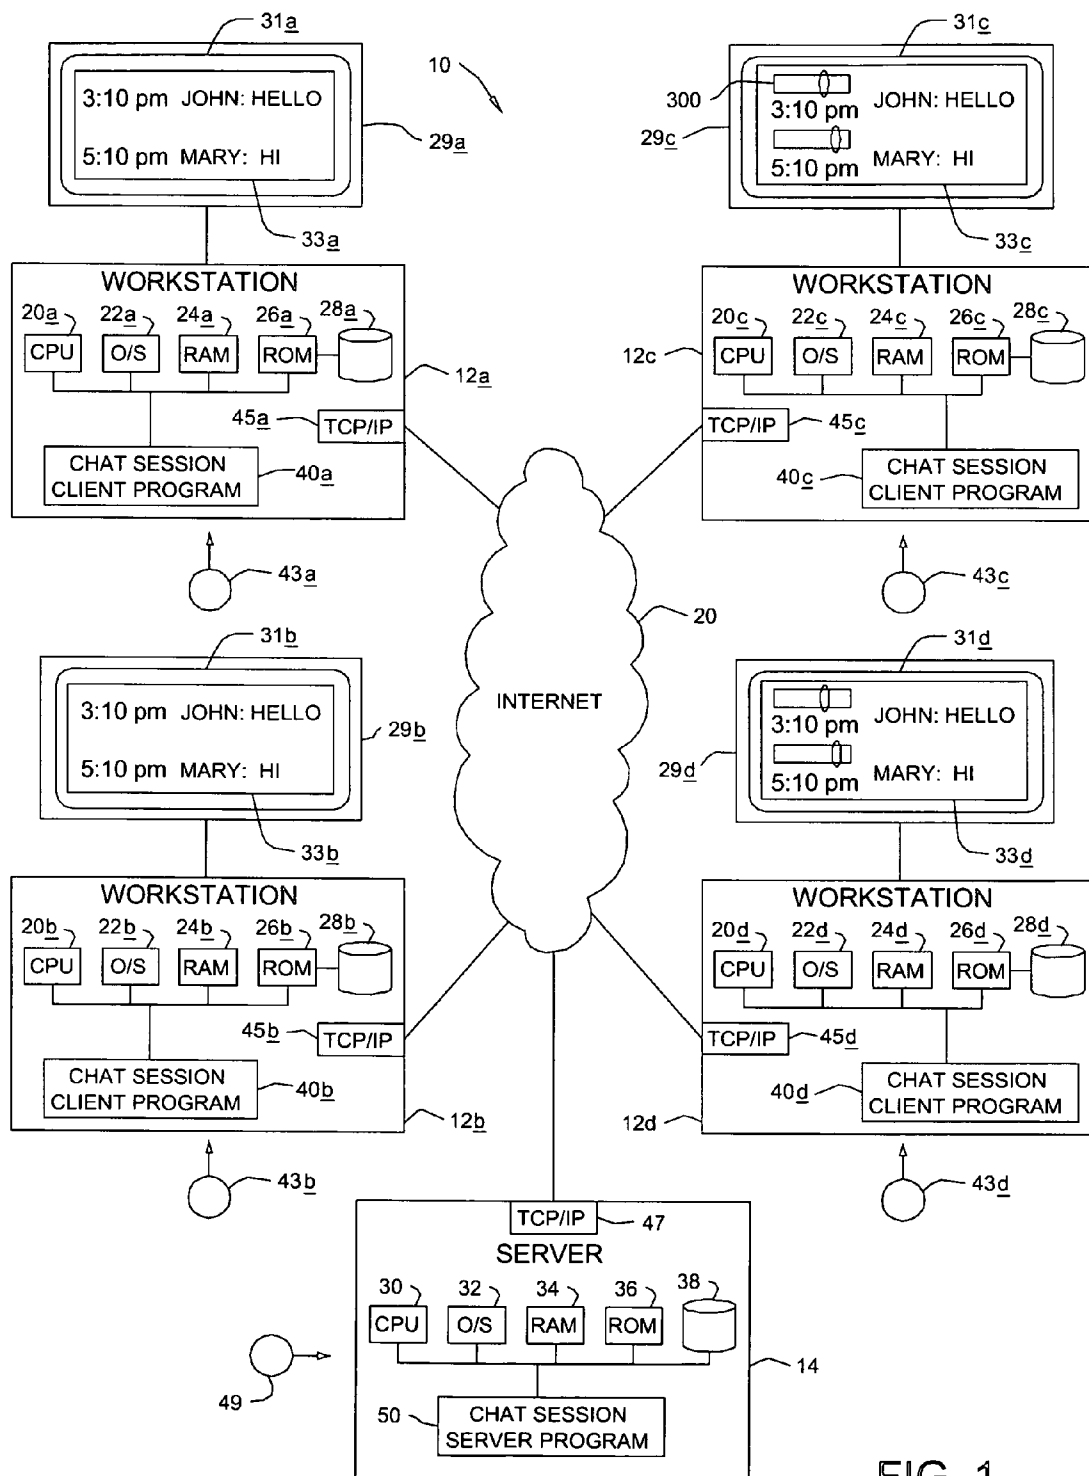 31a
3:10 pm JOHN: HELLO
5:10 pm MARY: HI
29a
33a
10
31c
300
3:10 pm JOHN: HELLO
5:10 pm MARY: HI
29c
33c
WORKSTATION
20a 22a 24a 26a 28a
CPU O/S RAM ROM
12a
45a TCP/IP
CHAT SESSION
CLIENT PROGRAM
40a
43a
WORKSTATION
20c 22c 24c 26c 28c
CPU O/S RAM ROM
12c
TCP/IP 45c
CHAT SESSION
CLIENT PROGRAM
40c
43c
INTERNET
20
31b
3:10 pm JOHN: HELLO
5:10 pm MARY: HI
29b
33b
31d
3:10 pm JOHN: HELLO
5:10 pm MARY: HI
29d
33d
WORKSTATION
20b 22b 24b 26b 28b
CPU O/S RAM ROM
45b TCP/IP
CHAT SESSION
CLIENT PROGRAM
40b
12b
43b
WORKSTATION
20d 22d 24d 26d 28d
CPU O/S RAM ROM
TCP/IP 45d
CHAT SESSION
CLIENT PROGRAM
40d
12d
43d
TCP/IP 47
SERVER
30 32 34 36 38
CPU O/S RAM ROM
14
49
50
CHAT SESSION
SERVER PROGRAM
FIG. 1